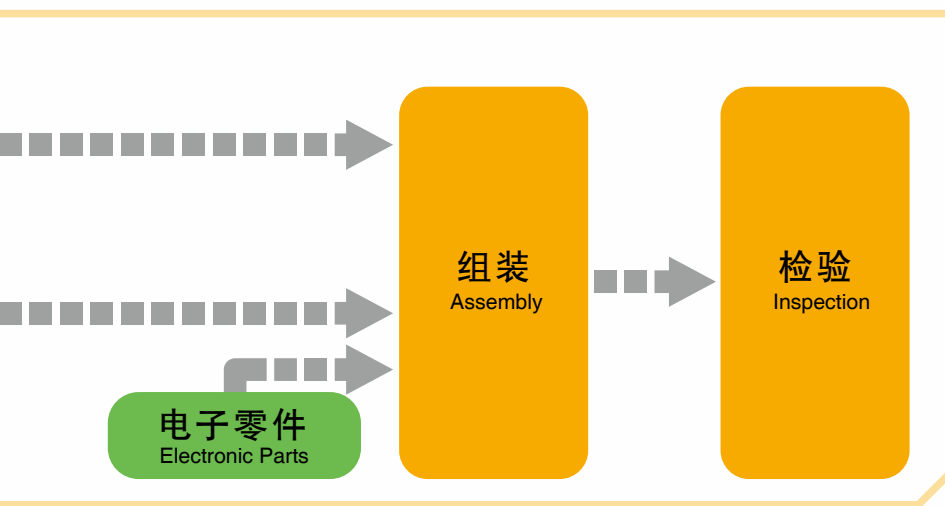 组装
Assembly
检验
Inspection
电子零件
Electronic Parts